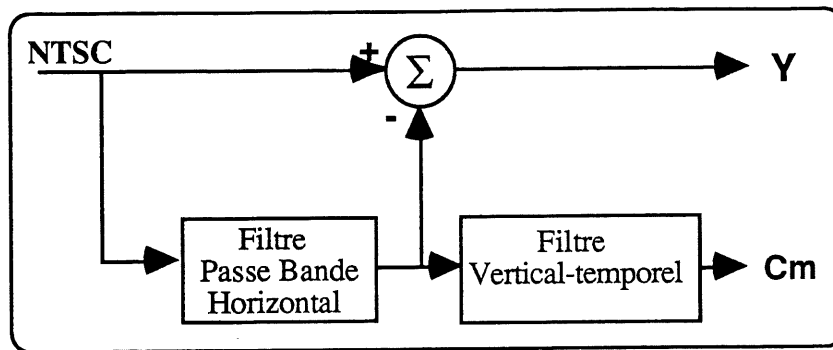 NTSC
+
Σ
Y
-
Filtre
Passe Bande
Horizontal
Filtre
Vertical-temporel
Cm